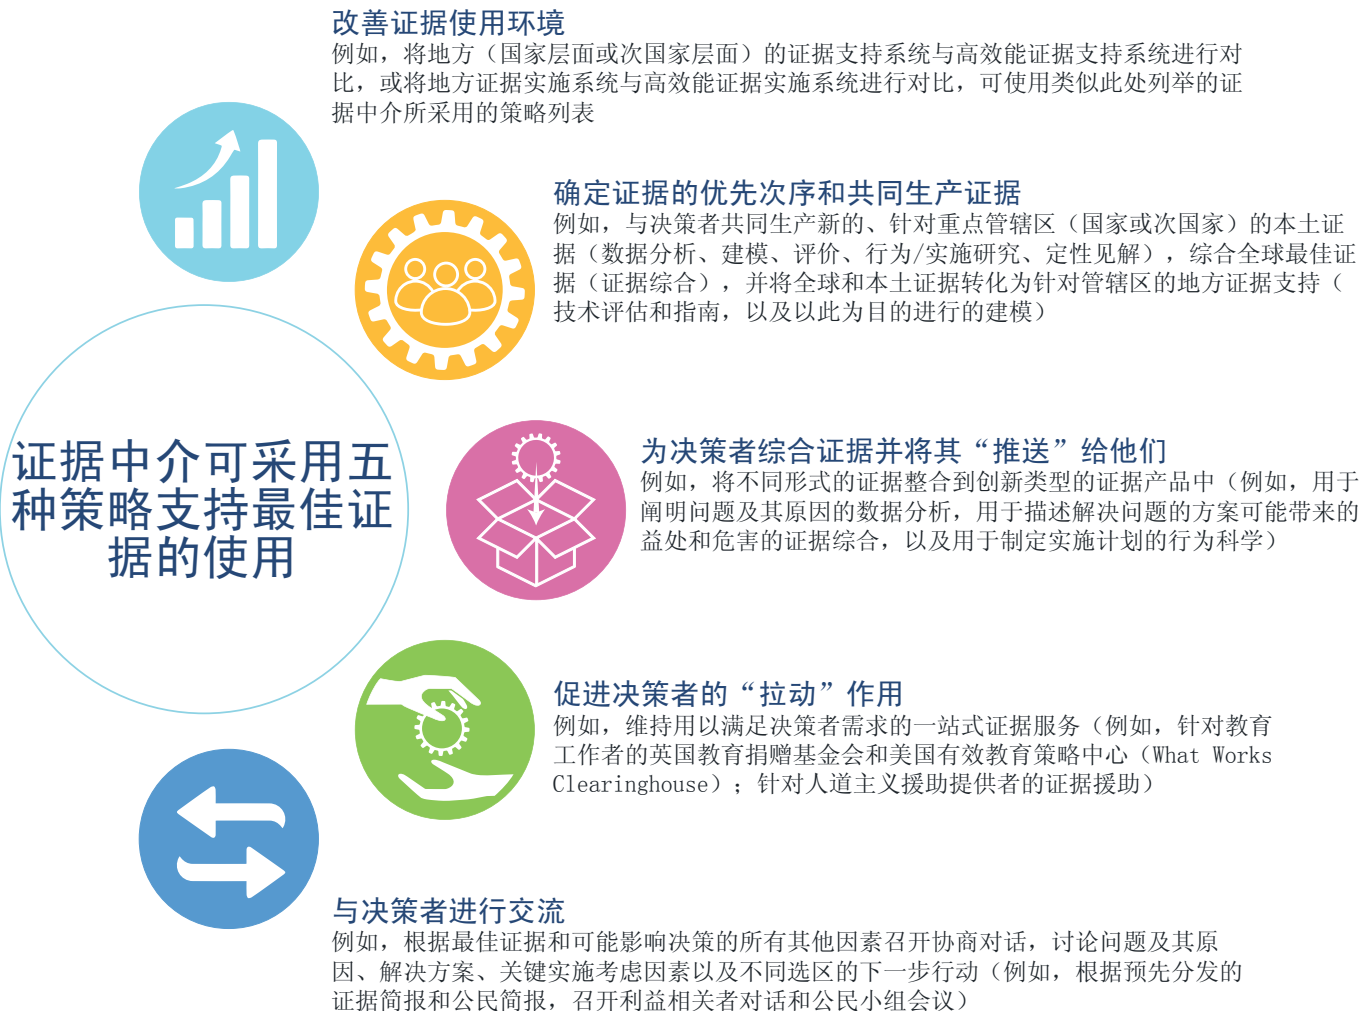 改善证据使用环境
例如，将地方（国家层面或次国家层面）的证据支持系统与高效能证据支持系统进行对
比，或将地方证据实施系统与高效能证据实施系统进行对比，可使用类似此处列举的证
据中介所采用的策略列表
确定证据的优先次序和共同生产证据
例如，与决策者共同生产新的、针对重点管辖区（国家或次国家）的本土证
据（数据分析、建模、评价、行为/实施研究、定性见解），综合全球最佳证
据（证据综合），并将全球和本土证据转化为针对管辖区的地方证据支持（
技术评估和指南，以及以此为目的进行的建模）
证据中介可采用五
种策略支持最佳证
据的使用
为决策者综合证据并将其“推送”给他们
例如，将不同形式的证据整合到创新类型的证据产品中（例如，用于
阐明问题及其原因的数据分析，用于描述解决问题的方案可能带来的
益处和危害的证据综合，以及用于制定实施计划的行为科学）
促进决策者的“拉动”作用
例如，维持用以满足决策者需求的一站式证据服务（例如，针对教育
工作者的英国教育捐赠基金会和美国有效教育策略中心（What Works
Clearinghouse）；针对人道主义援助提供者的证据援助）
与决策者进行交流
例如，根据最佳证据和可能影响决策的所有其他因素召开协商对话，讨论问题及其原
因、解决方案、关键实施考虑因素以及不同选区的下一步行动（例如，根据预先分发的
证据简报和公民简报，召开利益相关者对话和公民小组会议）